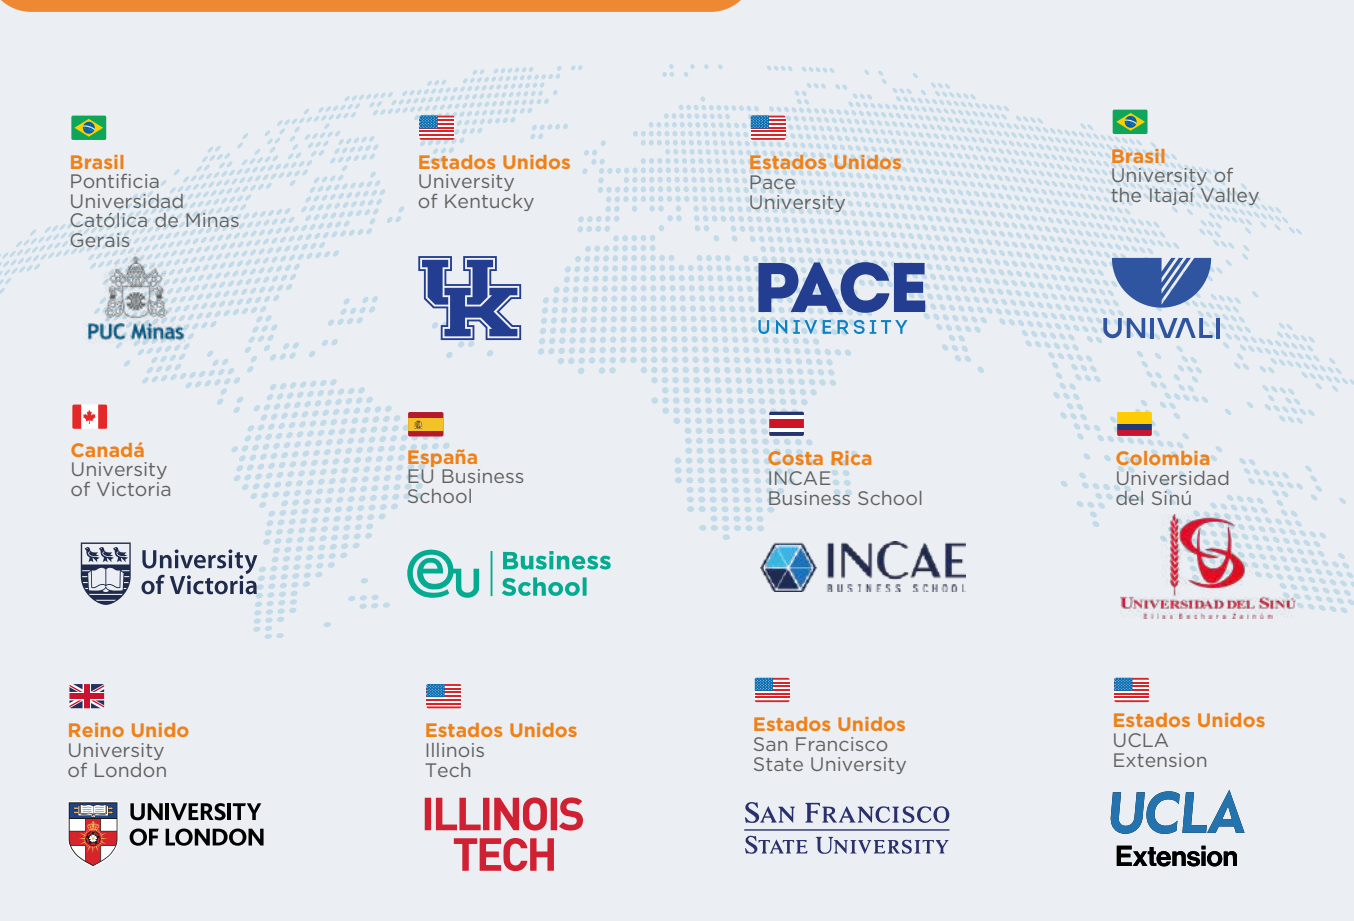 Brasil
Pontificia
Universidad
Católica de Minas
Gerais
PUC Minas
Estados Unidos
University
of Kentucky
UK
Estados Unidos
Pace
University
PACE
UNIVERSITY
Brasil
University of
the Itajaí Valley
UNIVALI
Canadá
University
of Victoria
University
of Victoria
España
EU Business
School
eu Business
School
Costa Rica
INCAE
Business School
INCAE
BUSINESS SCHOOL
Colombia
Universidad
del Sinú
UNIVERSIDAD DEL SINÚ
Elías Bechara Zainúm
Reino Unido
University
of London
UNIVERSITY
OF LONDON
Estados Unidos
Illinois
Tech
ILLINOIS
TECH
Estados Unidos
San Francisco
State University
SAN FRANCISCO
STATE UNIVERSITY
Estados Unidos
UCLA
Extension
UCLA
Extension